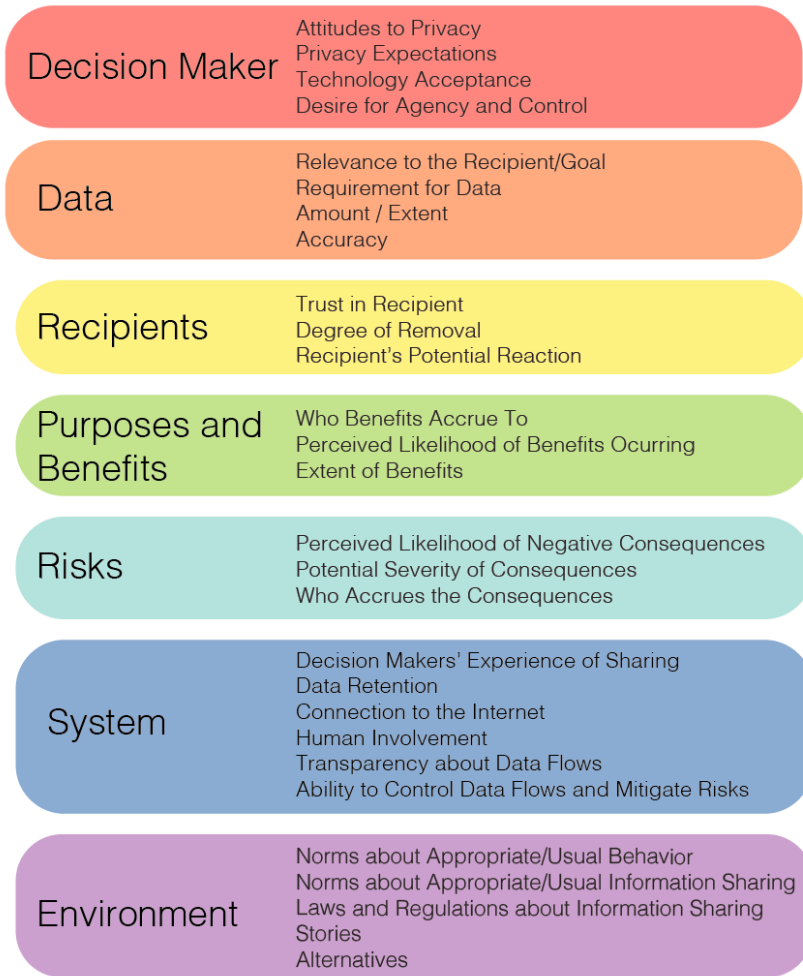 Decision Maker
Attitudes to Privacy
Privacy Expectations
Technology Acceptance
Desire for Agency and Control
Data
Relevance to the Recipient/Goal
Requirement for Data
Amount / Extent
Accuracy
Recipients
Trust in Recipient
Degree of Removal
Recipient's Potential Reaction
Purposes and
Benefits
Who Benefits Accrue To
Perceived Likelihood of Benefits Ocurring
Extent of Benefits
Risks
Perceived Likelihood of Negative Consequences
Potential Severity of Consequences
Who Accrues the Consequences
System
Decision Makers' Experience of Sharing
Data Retention
Connection to the Internet
Human Involvement
Transparency about Data Flows
Ability to Control Data Flows and Mitigate Risks
Environment
Norms about Appropriate/Usual Behavior
Norms about Appropriate/Usual Information Sharing
Laws and Regulations about Information Sharing
Stories
Alternatives